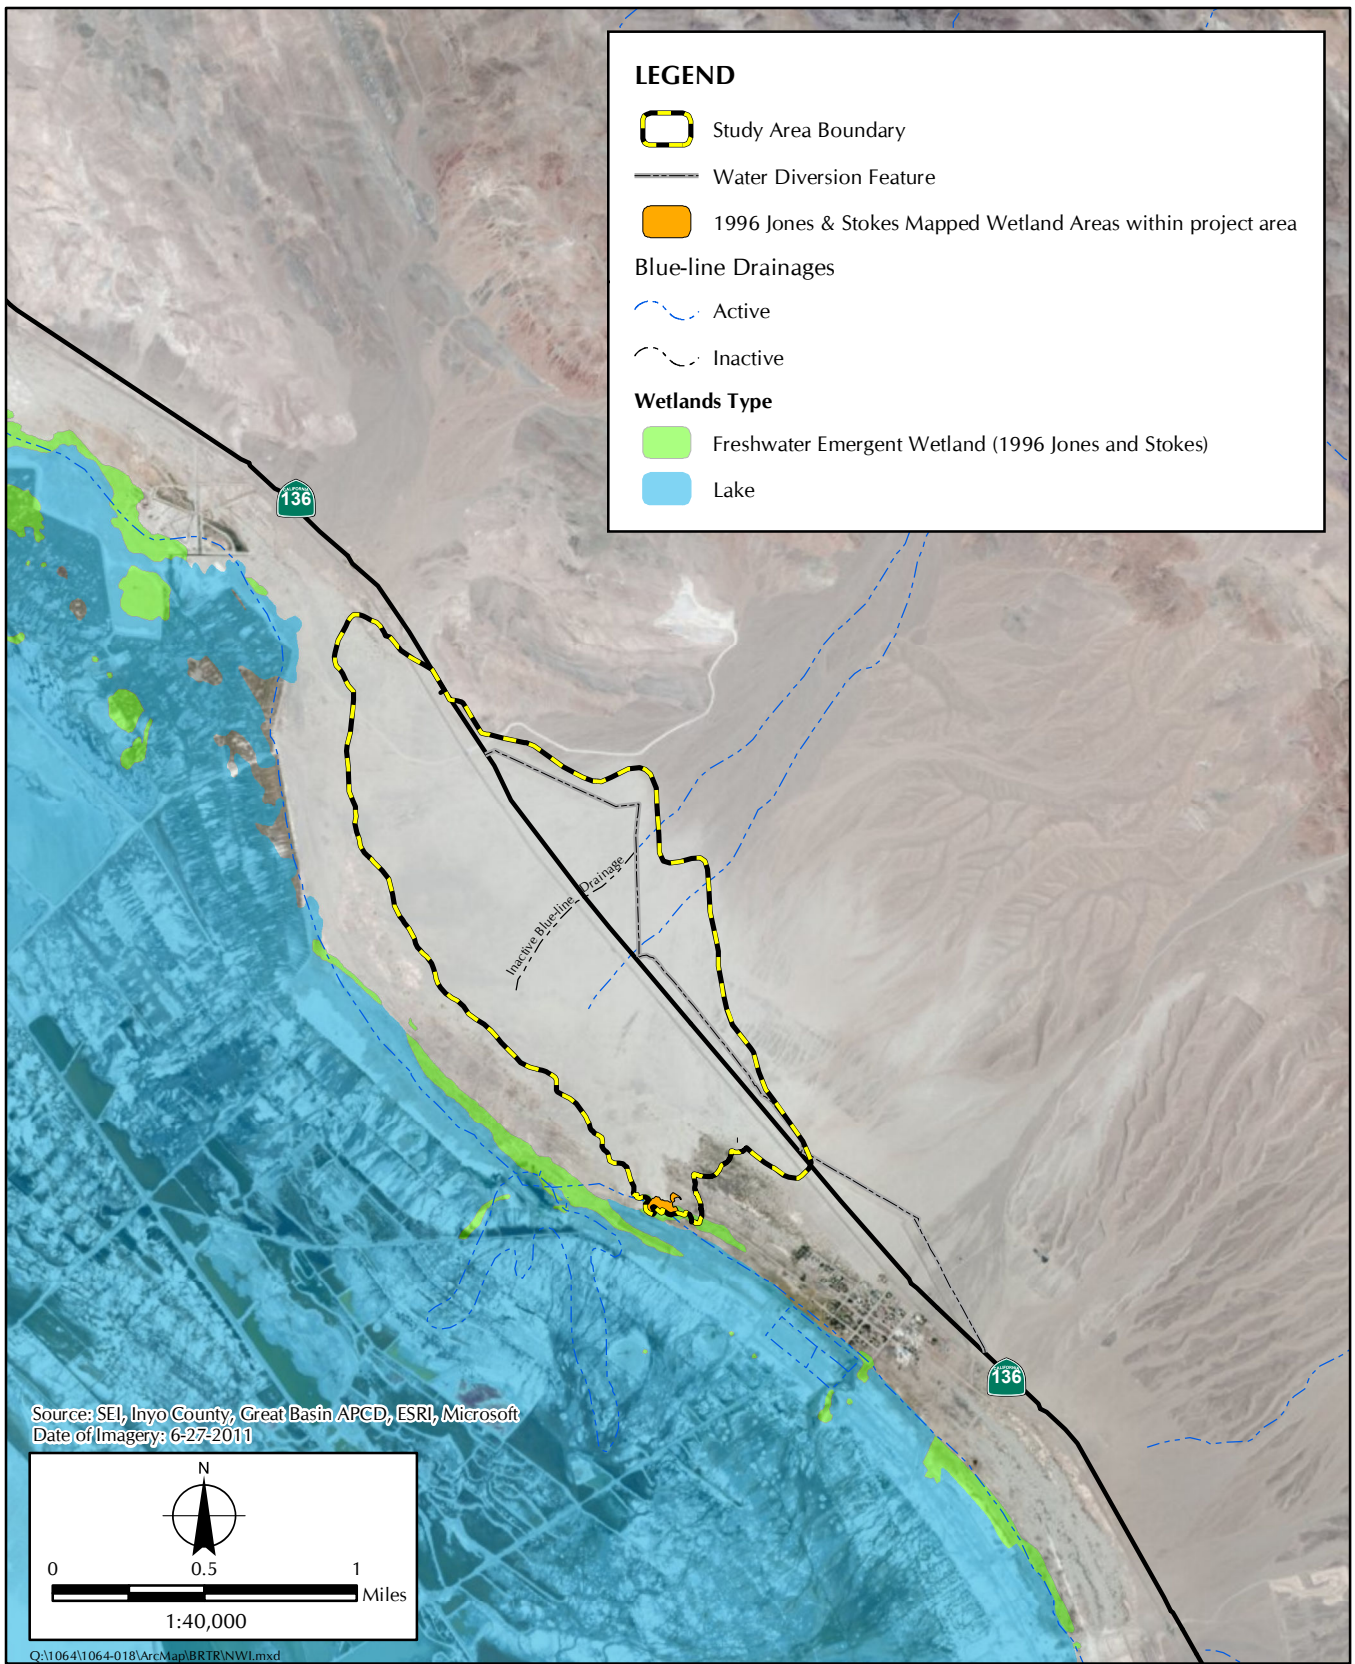 LEGEND
Study Area Boundary
Water Diversion Feature
1996 Jones & Stokes Mapped Wetland Areas within project area
Blue-line Drainages
Active
Inactive
Wetlands Type
Freshwater Emergent Wetland (1996 Jones and Stokes)
Lake
CALIFORNIA
136
Inactive Blue-line Drainage
CALIFORNIA
136
Source: SEI, Inyo County, Great Basin APCD, ESRI, Microsoft
Date of Imagery: 6-27-2011
N
0 0.5 1
Miles
1:40,000
Q:\1064\1064-018\ArcMap\BRTR\NWI.mxd